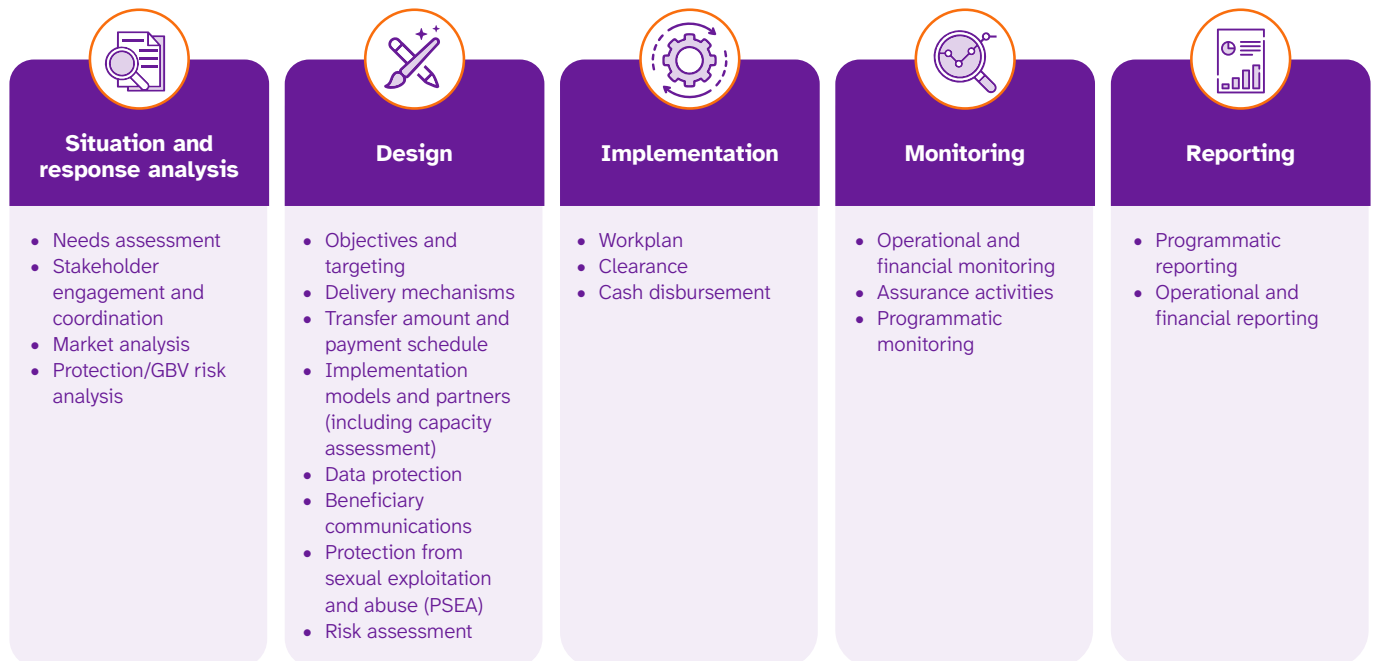 Situation and
response analysis
• Needs assessment
• Stakeholder
engagement and
coordination
• Market analysis
• Protection/GBV risk
analysis
Design
• Objectives and
targeting
• Delivery mechanisms
• Transfer amount and
payment schedule
• Implementation
models and partners
(including capacity
assessment)
• Data protection
• Beneficiary
communications
• Protection from
sexual exploitation
and abuse (PSEA)
• Risk assessment
Implementation
• Workplan
• Clearance
• Cash disbursement
Monitoring
• Operational and
financial monitoring
• Assurance activities
• Programmatic
monitoring
Reporting
• Programmatic
reporting
• Operational and
financial reporting